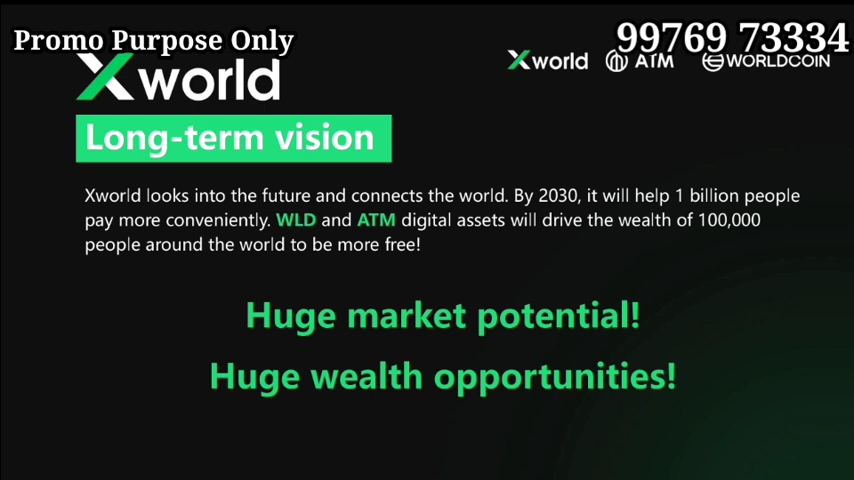 Promo Purpose Only
99769 73334
Xworld
Xworld ATM WORLDCOIN
Long-term vision
Xworld looks into the future and connects the world. By 2030, it will help 1 billion people
pay more conveniently. WLD and ATM digital assets will drive the wealth of 100,000
people around the world to be more free!
Huge market potential!
Huge wealth opportunities!